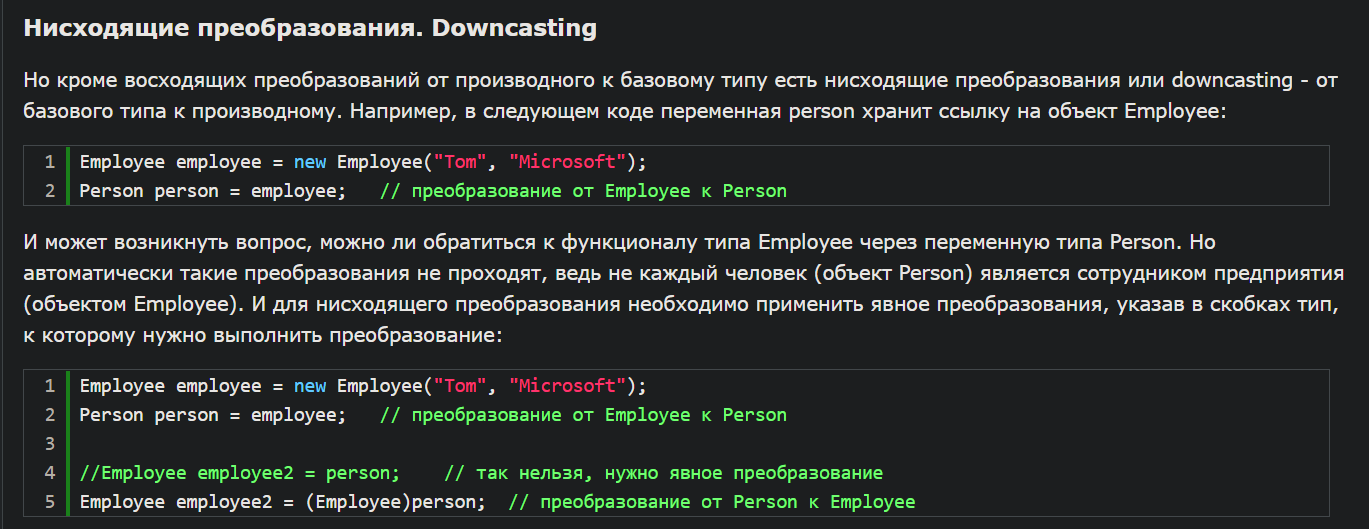 Нисходящие преобразования. Downcasting
Но кроме восходящих преобразований от производного к базовому типу есть нисходящие преобразования или downcasting - от
базового типа к производному. Например, в следующем коде переменная person хранит ссылку на объект Employee:
1 Employee employee = new Employee("Tom", "Microsoft");
2 Person person = employee;   // преобразование от Employee к Person
И может возникнуть вопрос, можно ли обратиться к функционалу типа Employee через переменную типа Person. Но
автоматически такие преобразования не проходят, ведь не каждый человек (объект Person) является сотрудником предприятия
(объектом Employee). И для нисходящего преобразования необходимо применить явное преобразования, указав в скобках тип,
к которому нужно выполнить преобразование:
1 Employee employee = new Employee("Tom", "Microsoft");
2 Person person = employee;   // преобразование от Employee к Person
3
4 //Employee employee2 = person;    // так нельзя, нужно явное преобразование
5 Employee employee2 = (Employee)person;  // преобразование от Person к Employee